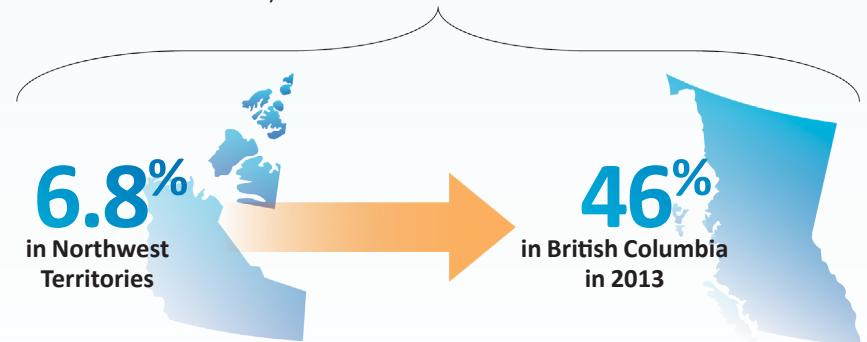 6.8%
in Northwest
Territories
46%
in British Columbia
in 2013